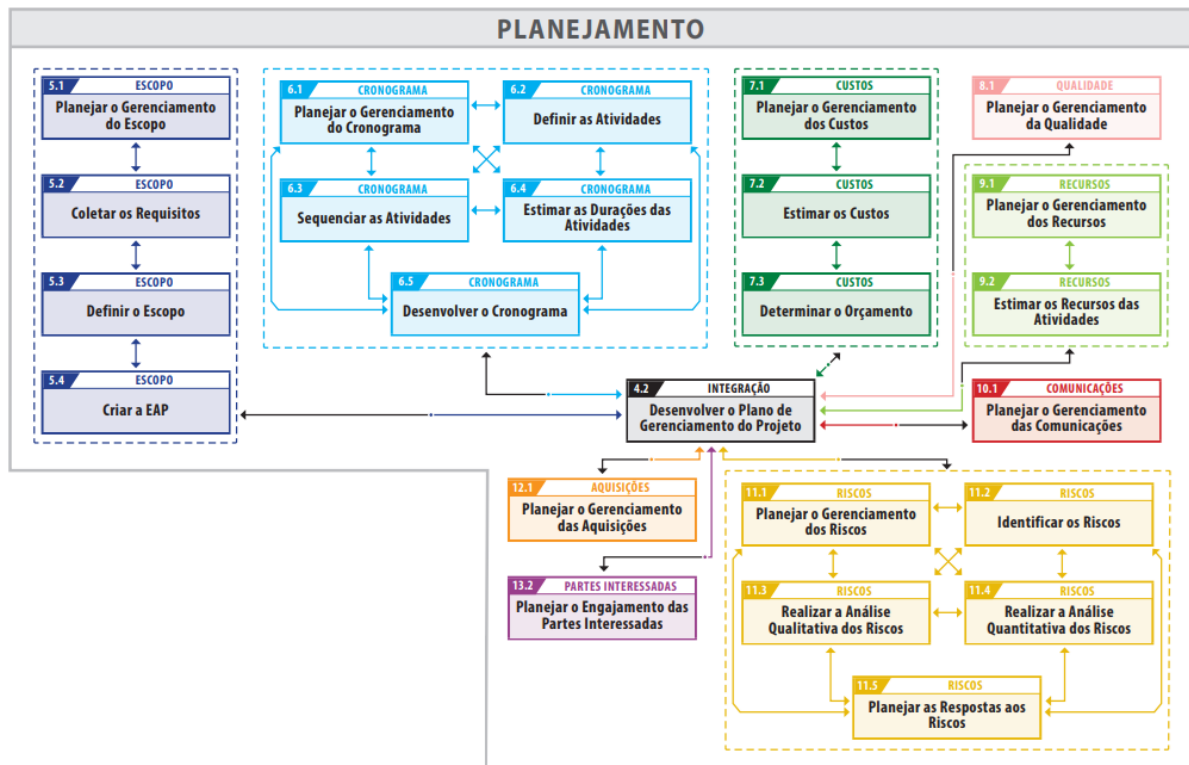 PLANEJAMENTO
5.1 ESCOPO
Planejar o Gerenciamento
do Escopo
5.2 ESCOPO
Coletar os Requisitos
5.3 ESCOPO
Definir o Escopo
5.4 ESCOPO
Criar a EAP
6.1 CRONOGRAMA
Planejar o Gerenciamento
do Cronograma
6.2 CRONOGRAMA
Definir as Atividades
6.3 CRONOGRAMA
Sequenciar as Atividades
6.4 CRONOGRAMA
Estimar as Durações das
Atividades
6.5 CRONOGRAMA
Desenvolver o Cronograma
7.1 CUSTOS
Planejar o Gerenciamento
dos Custos
7.2 CUSTOS
Estimar os Custos
7.3 CUSTOS
Determinar o Orçamento
8.1 QUALIDADE
Planejar o Gerenciamento
da Qualidade
9.1 RECURSOS
Planejar o Gerenciamento
dos Recursos
9.2 RECURSOS
Estimar os Recursos das
Atividades
4.2 INTEGRAÇÃO
Desenvolver o Plano de
Gerenciamento do Projeto
10.1 COMUNICAÇÕES
Planejar o Gerenciamento
das Comunicações
12.1 AQUISIÇÕES
Planejar o Gerenciamento
das Aquisições
13.2 PARTES INTERESSADAS
Planejar o Engajamento das
Partes Interessadas
11.1 RISCOS
Planejar o Gerenciamento
dos Riscos
11.2 RISCOS
Identificar os Riscos
11.3 RISCOS
Realizar a Análise
Qualitativa dos Riscos
11.4 RISCOS
Realizar a Análise
Quantitativa dos Riscos
11.5 RISCOS
Planejar as Respostas aos
Riscos